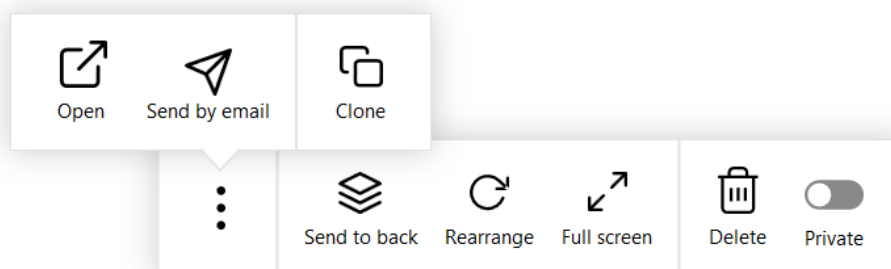 Open
Send by email
Clone
Send to back
Rearrange
Full screen
Delete
Private